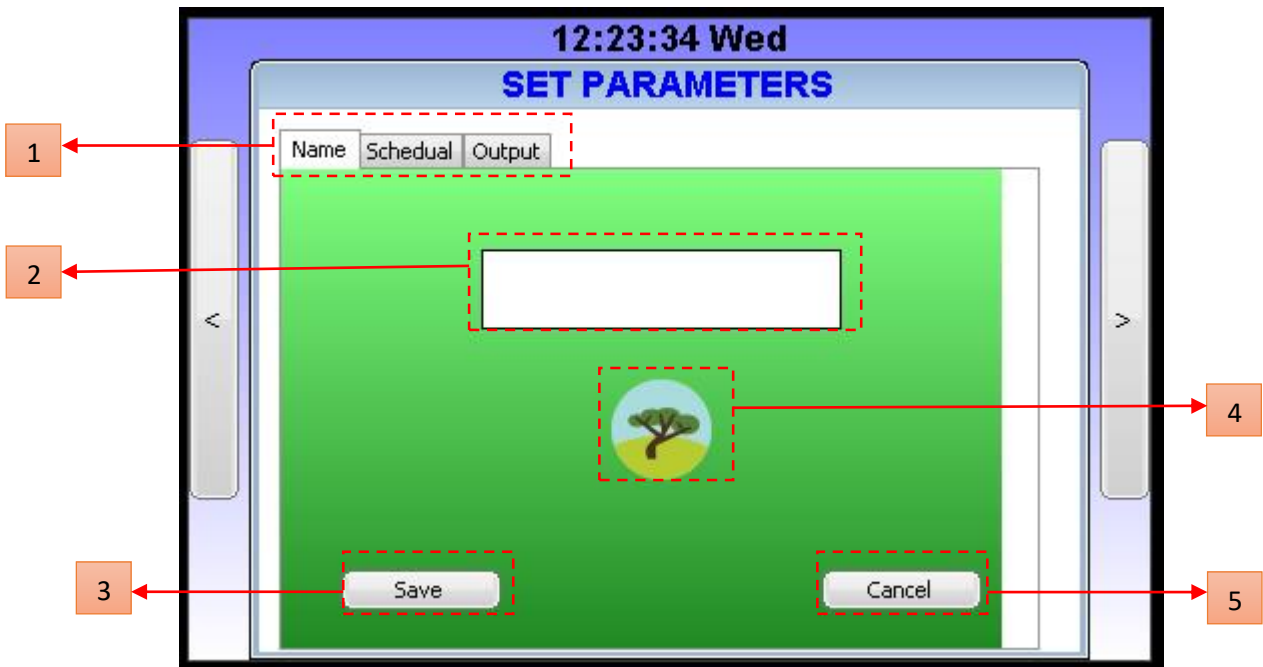 12:23:34 Wed
SET PARAMETERS
1
Name Schedual Output
2
< >
4
3
Save Cancel
5